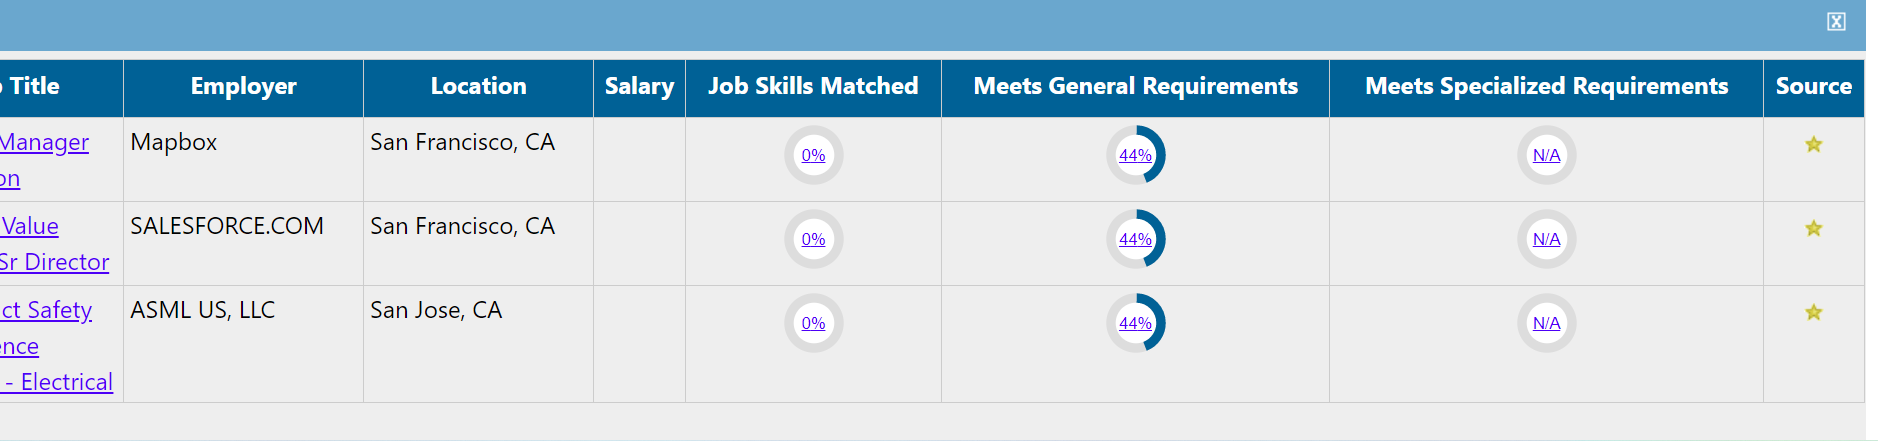 Title Employer Location Salary Job Skills Matched Meets General Requirements Meets Specialized Requirements Source
Manager Mapbox San Francisco, CA 0% 44% N/A
on
Value SALESFORCE.COM San Francisco, CA 0% 44% N/A
Sr Director
ct Safety ASML US, LLC San Jose, CA 0% 44% N/A
ence
- Electrical